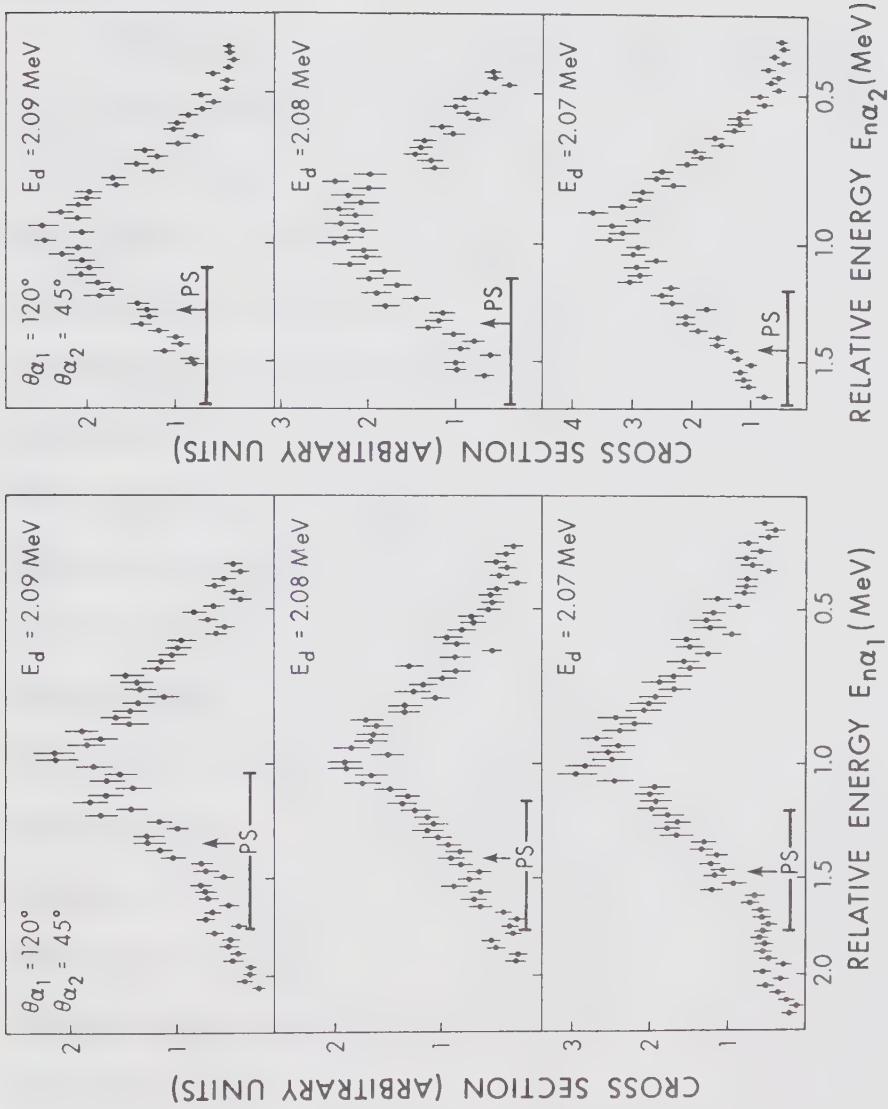 θα1 = 120°
θα2 = 45°
Ed = 2.09 MeV
2
1
PS
Ed = 2.08 MeV
2
1
PS
Ed = 2.07 MeV
3
2
1
PS
2.0
1.5
1.0
0.5
RELATIVE ENERGY Enα1 (MeV)
CROSS SECTION (ARBITRARY UNITS)
θα1 = 120°
θα2 = 45°
Ed = 2.09 MeV
2
1
PS
Ed = 2.08 MeV
3
2
1
PS
Ed = 2.07 MeV
4
3
2
1
PS
1.5
1.0
0.5
RELATIVE ENERGY Enα2 (MeV)
CROSS SECTION (ARBITRARY UNITS)